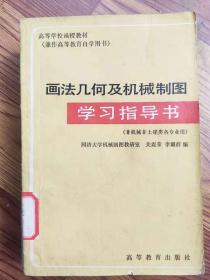 高等学校函授教材
(兼作高等教育自学用书)
画法几何及机械制图
学习指导书
(非机械非土建类各专业用)
同济大学机械制图教研室
高等教育出版社